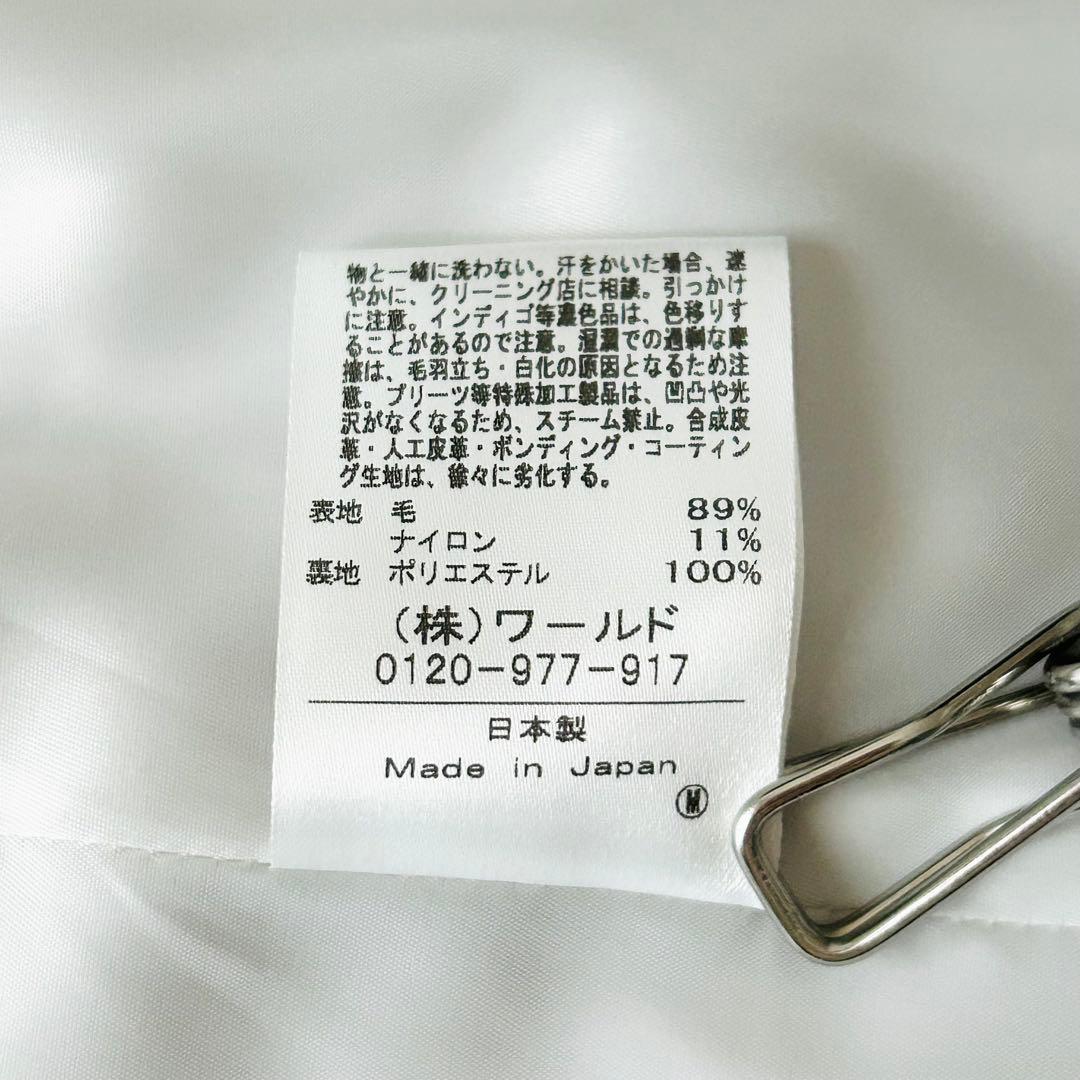 物と一緒に洗わない。汗をかいた場合、速
やかに、クリーニング店に相談。引っかけ
に注意。インディゴ等濃色品は、色移りす
ることがあるので注意。湿潤での過剰な摩
擦は、毛羽立ち・白化の原因となるため注
意。プリーツ等特殊加工製品は、凹凸や光
沢がなくなるため、スチーム禁止。合成皮
革・人工皮革・ボンディング・コーティン
グ生地は、徐々に劣化する。
表地 毛 89%
ナイロン 11%
裏地 ポリエステル 100%
(株)ワールド
0120-977-917
日本製
Made in Japan
Ⓜ